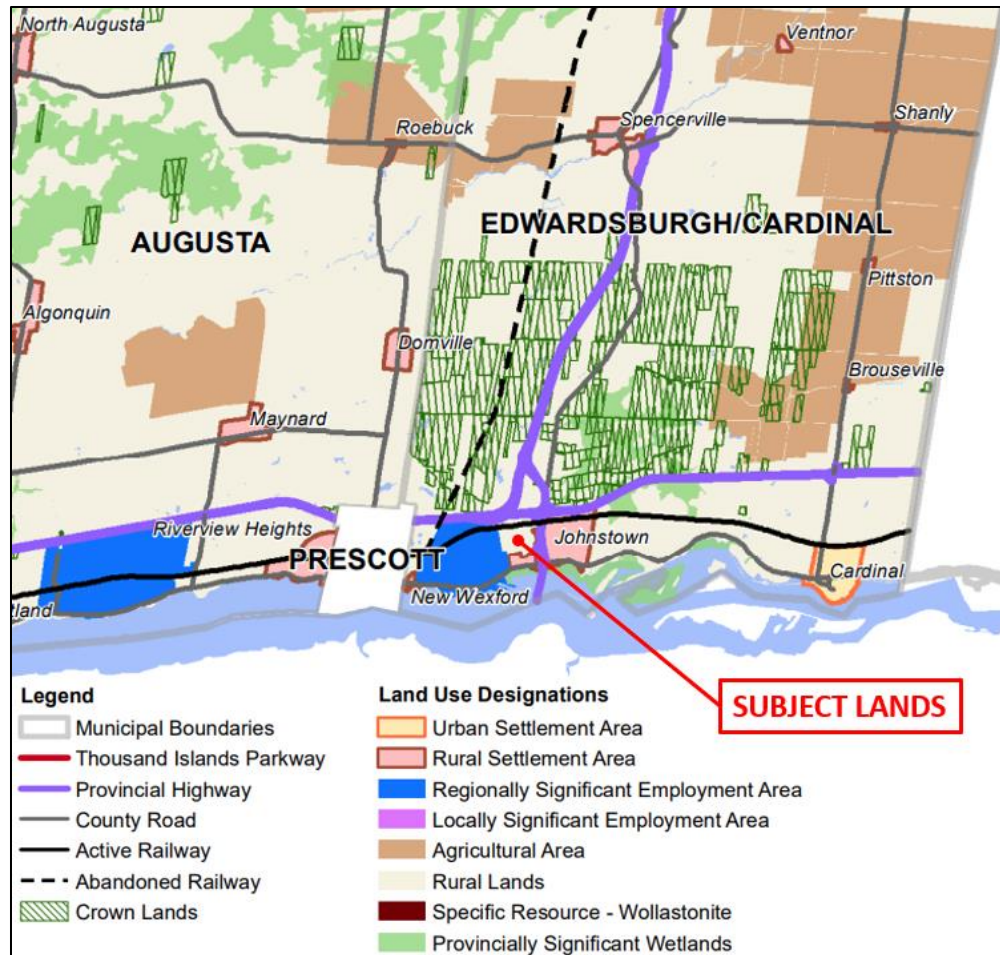 North Augusta
Ventnor
Roebuck
Spencerville
Shanly
AUGUSTA
EDWARDSBURGH/CARDINAL
Pittston
Algonquin
Domville
Brouseville
Maynard
Riverview Heights
Johnstown
PRESCOTT
Cardinal
tland
New Wexford
SUBJECT LANDS
Legend
Municipal Boundaries
Thousand Islands Parkway
Provincial Highway
County Road
Active Railway
Abandoned Railway
Crown Lands
Land Use Designations
Urban Settlement Area
Rural Settlement Area
Regionally Significant Employment Area
Locally Significant Employment Area
Agricultural Area
Rural Lands
Specific Resource - Wollastonite
Provincially Significant Wetlands